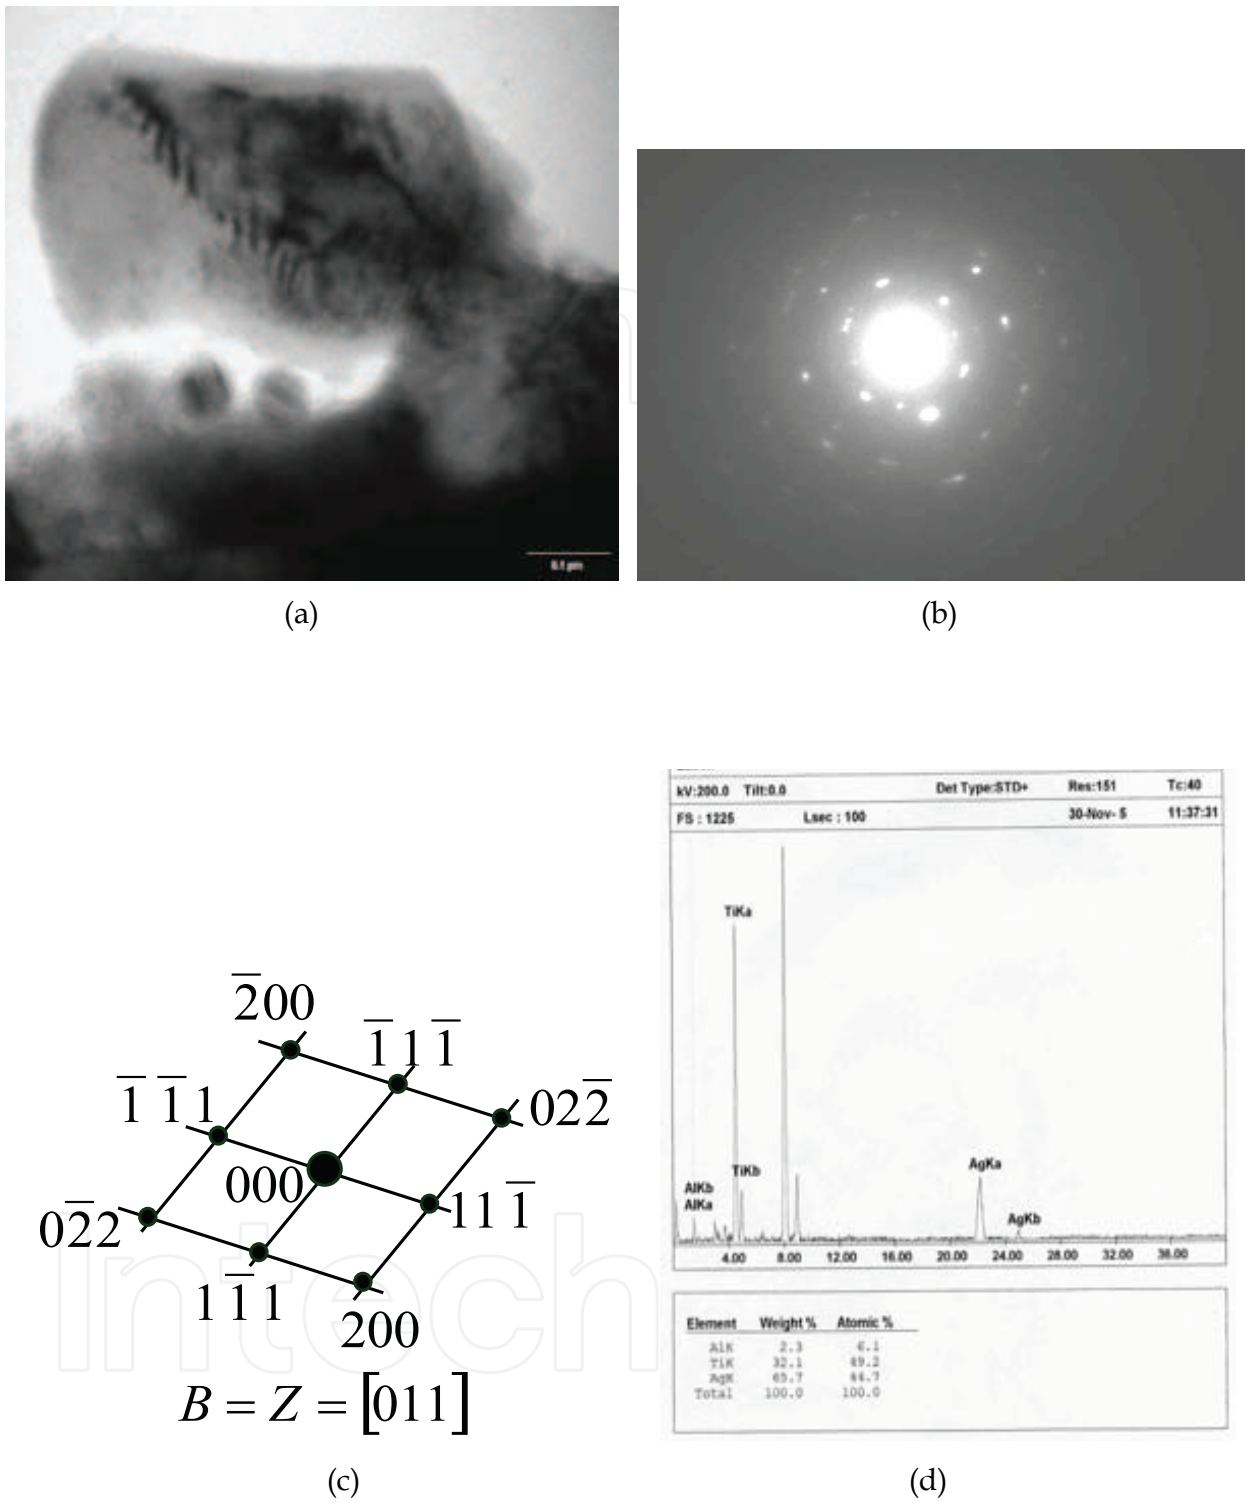 0.1 µm
(a)
(b)
2̅00
1̅11̅
1̅1̅1
022̅
000
02̅2
111̅
11̅1
200
B = Z = [011]
(c)
kV:200.0 Tilt:0.0 Det Type:STD+ Res:151 Tc:40
FS : 1225 Lsec : 100 30-Nov- 5 11:37:31
TiKa
AgKa
TiKb
AlKb
AlKa
AgKb
4.00 8.00 12.00 16.00 20.00 24.00 28.00 32.00 36.00
Element Weight % Atomic %
AlK 2.3 6.1
TiK 32.1 49.2
AgK 65.7 44.7
Total 100.0 100.0
(d)
Intech